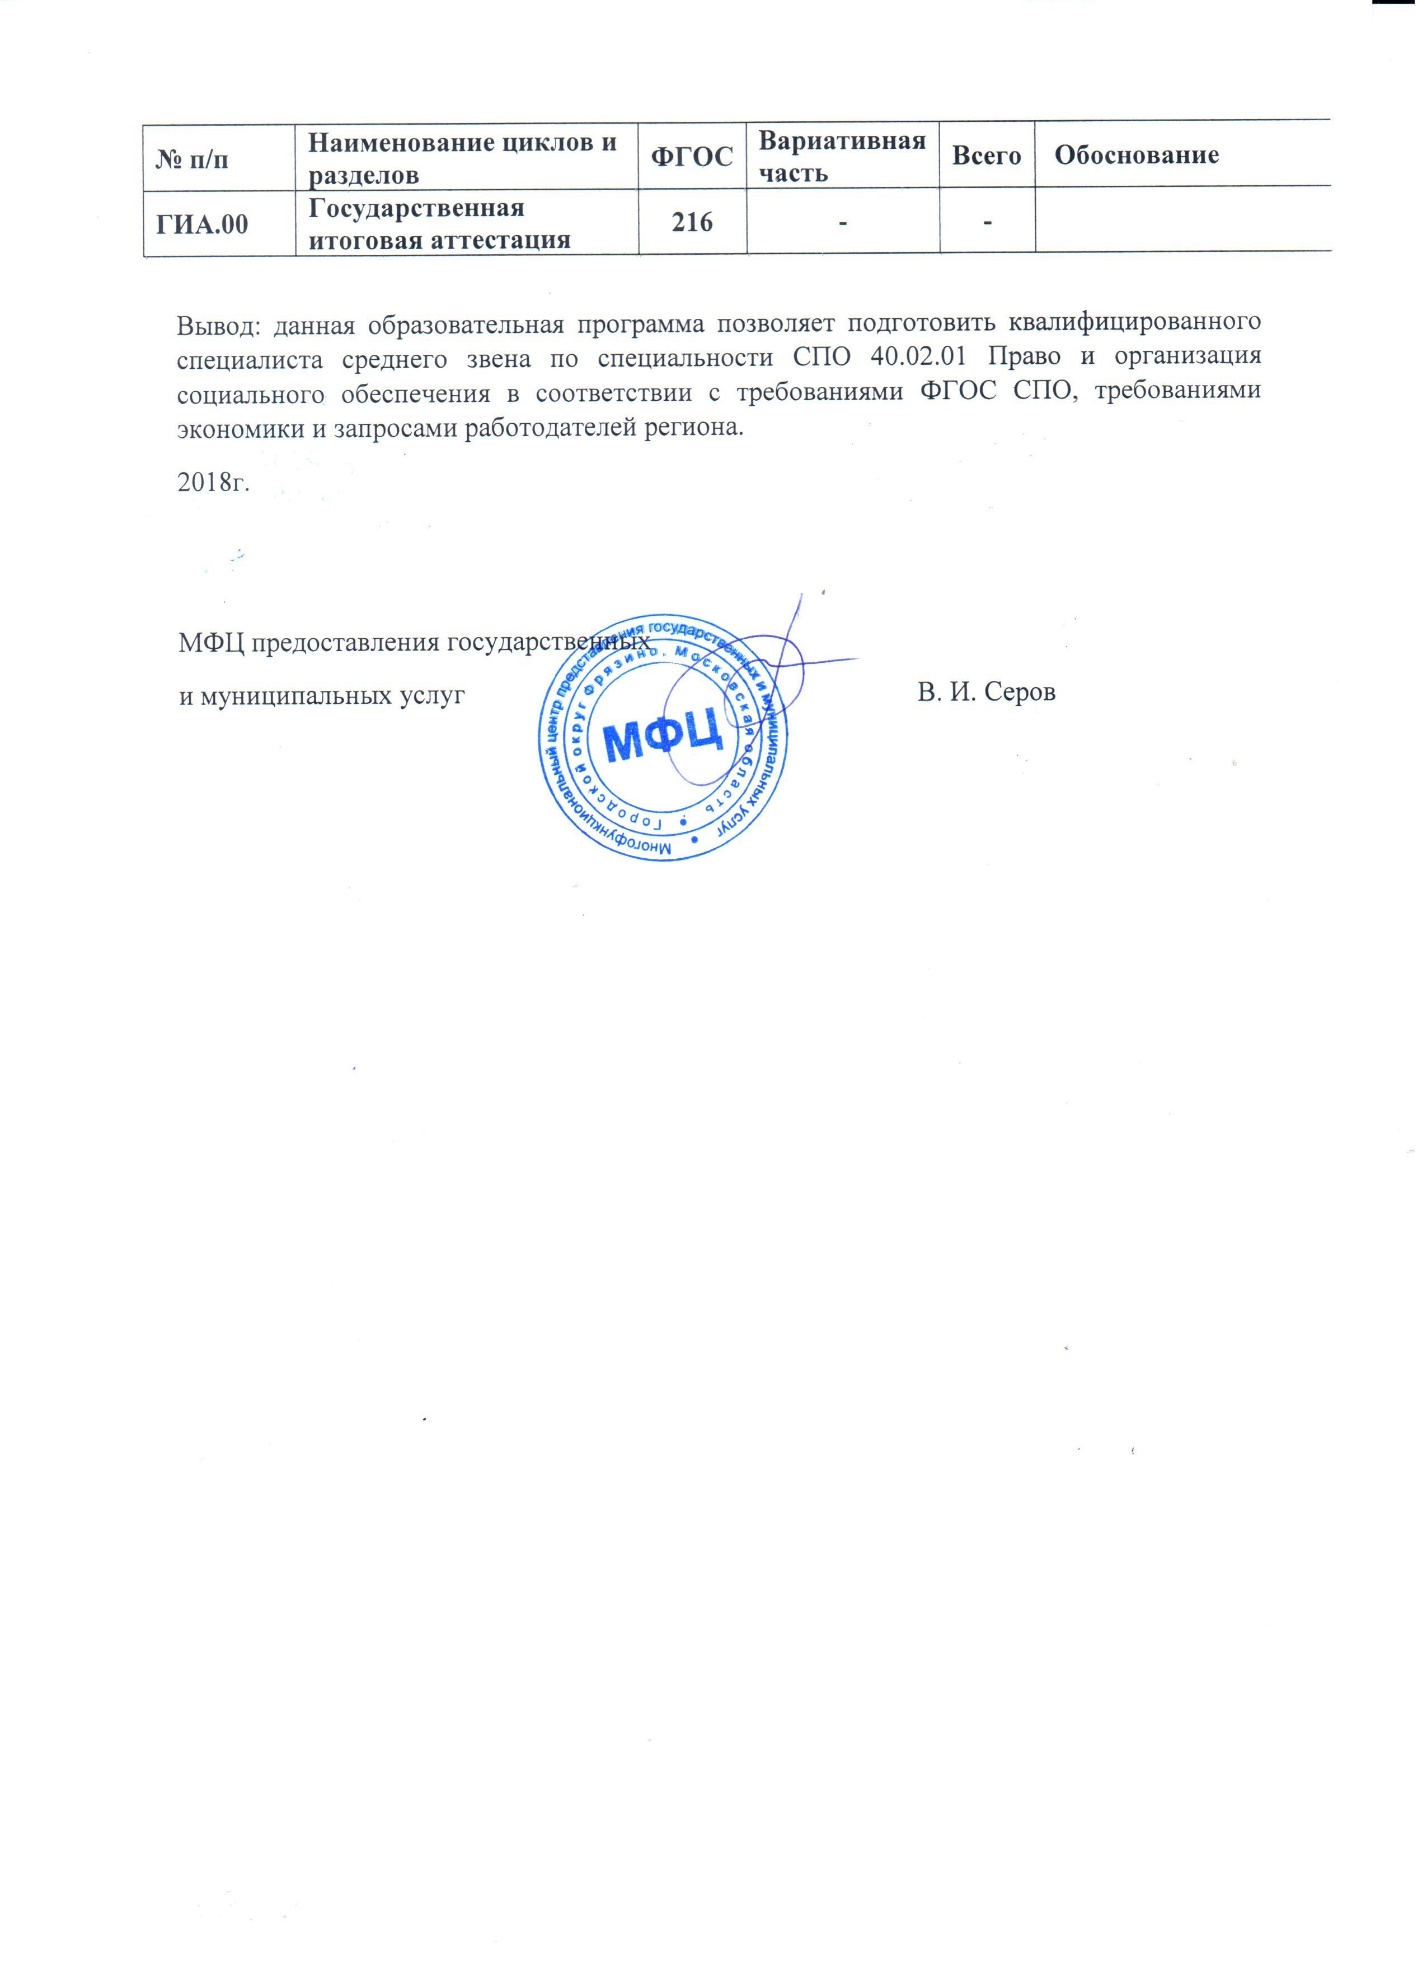 № п/п Наименование циклов и разделов ФГОС Вариативная часть Всего Обоснование
ГИА.00 Государственная итоговая аттестация 216 - -
Вывод: данная образовательная программа позволяет подготовить квалифицированного
специалиста среднего звена по специальности СПО 40.02.01 Право и организация
социального обеспечения в соответствии с требованиями ФГОС СПО, требованиями
экономики и запросами работодателей региона.
2018г.
МФЦ предоставления государственных
и муниципальных услуг В. И. Серов
Многофункциональный центр представления государственных и муниципальных услуг
Городской округ Фрязино, Московская область
МФЦ